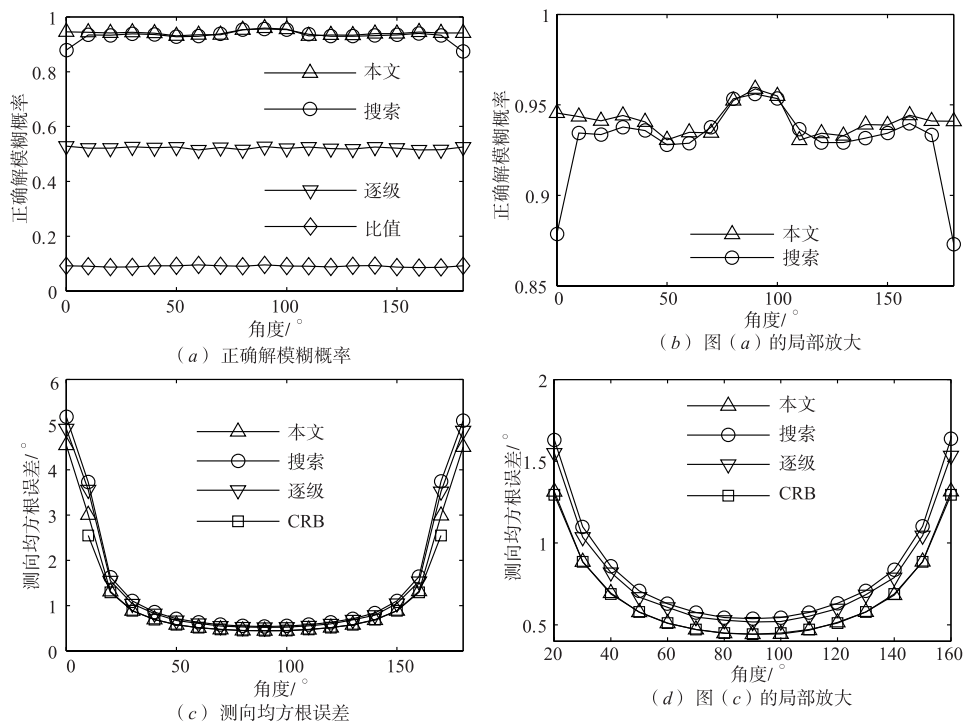 1
0.8
0.6
0.4
0.2
0
正确解模糊概率
本文
搜索
逐级
比值
0
50
100
150
角度/ °
(a) 正确解模糊概率
1
0.95
0.9
0.85
正确解模糊概率
本文
搜索
0
50
100
150
角度/ °
(b) 图(a)的局部放大
6
5
4
3
2
1
0
测向均方根误差/ °
本文
搜索
逐级
CRB
0
50
100
150
角度/ °
(c) 测向均方根误差
2
1.5
1
0.5
测向均方根误差/ °
本文
搜索
逐级
CRB
20
40
60
80
100
120
140
160
角度/ °
(d) 图(c)的局部放大